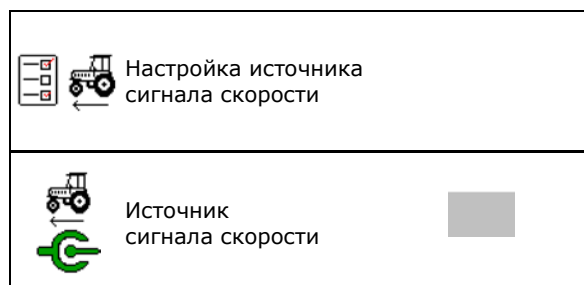 Настройка источника
сигнала скорости
Источник
сигнала скорости